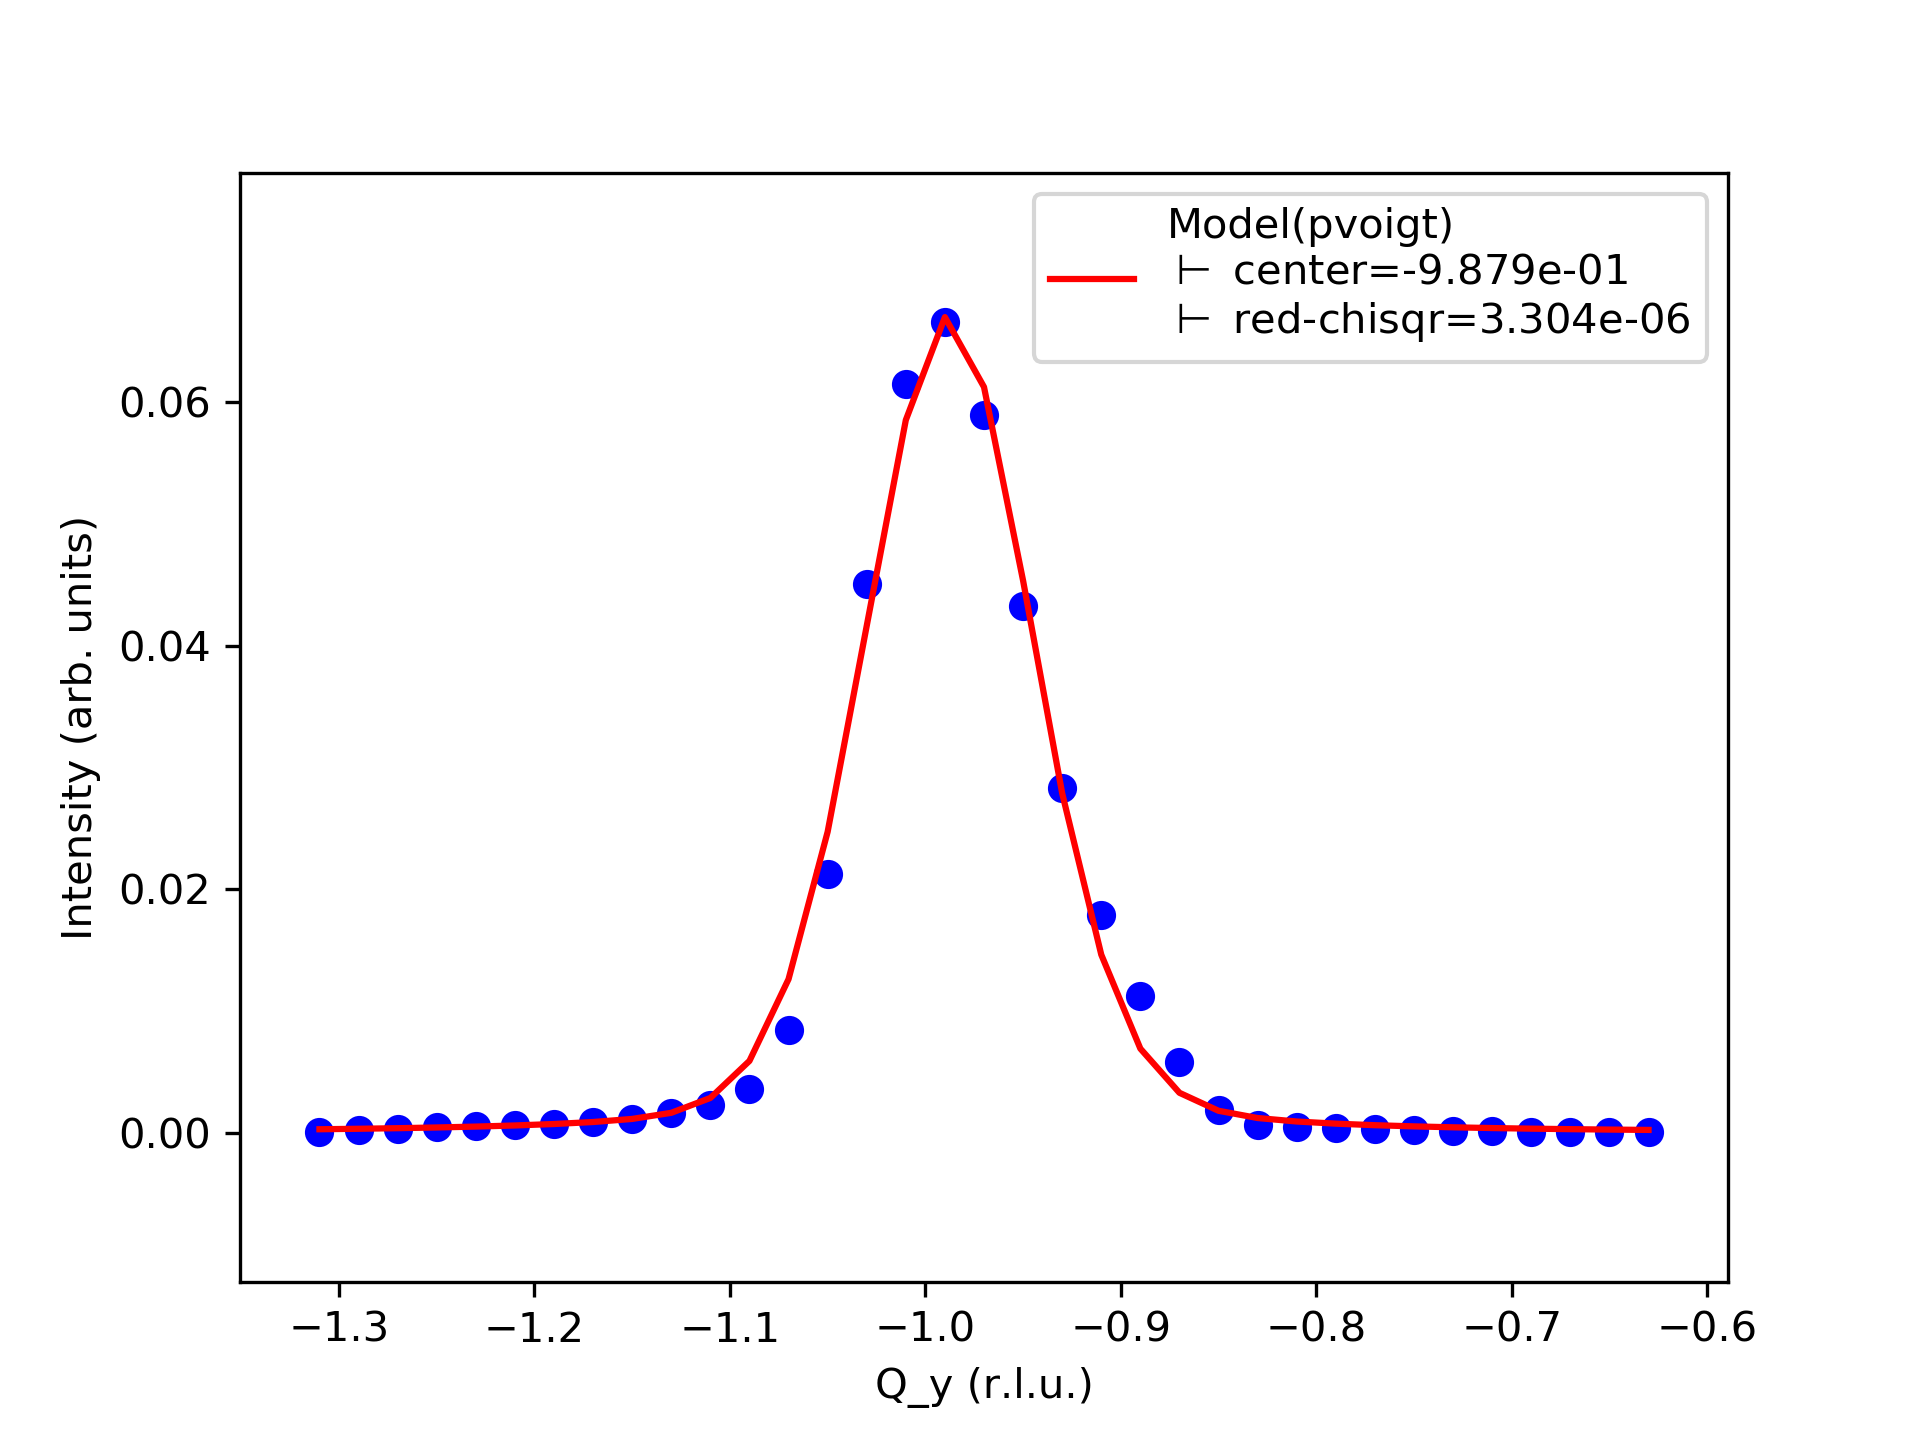 Model(pvoigt)
⊢ center=-9.879e-01
⊢ red-chisqr=3.304e-06
Intensity (arb. units)
0.06
0.04
0.02
0.00
−1.3 −1.2 −1.1 −1.0 −0.9 −0.8 −0.7 −0.6
Q_y (r.l.u.)